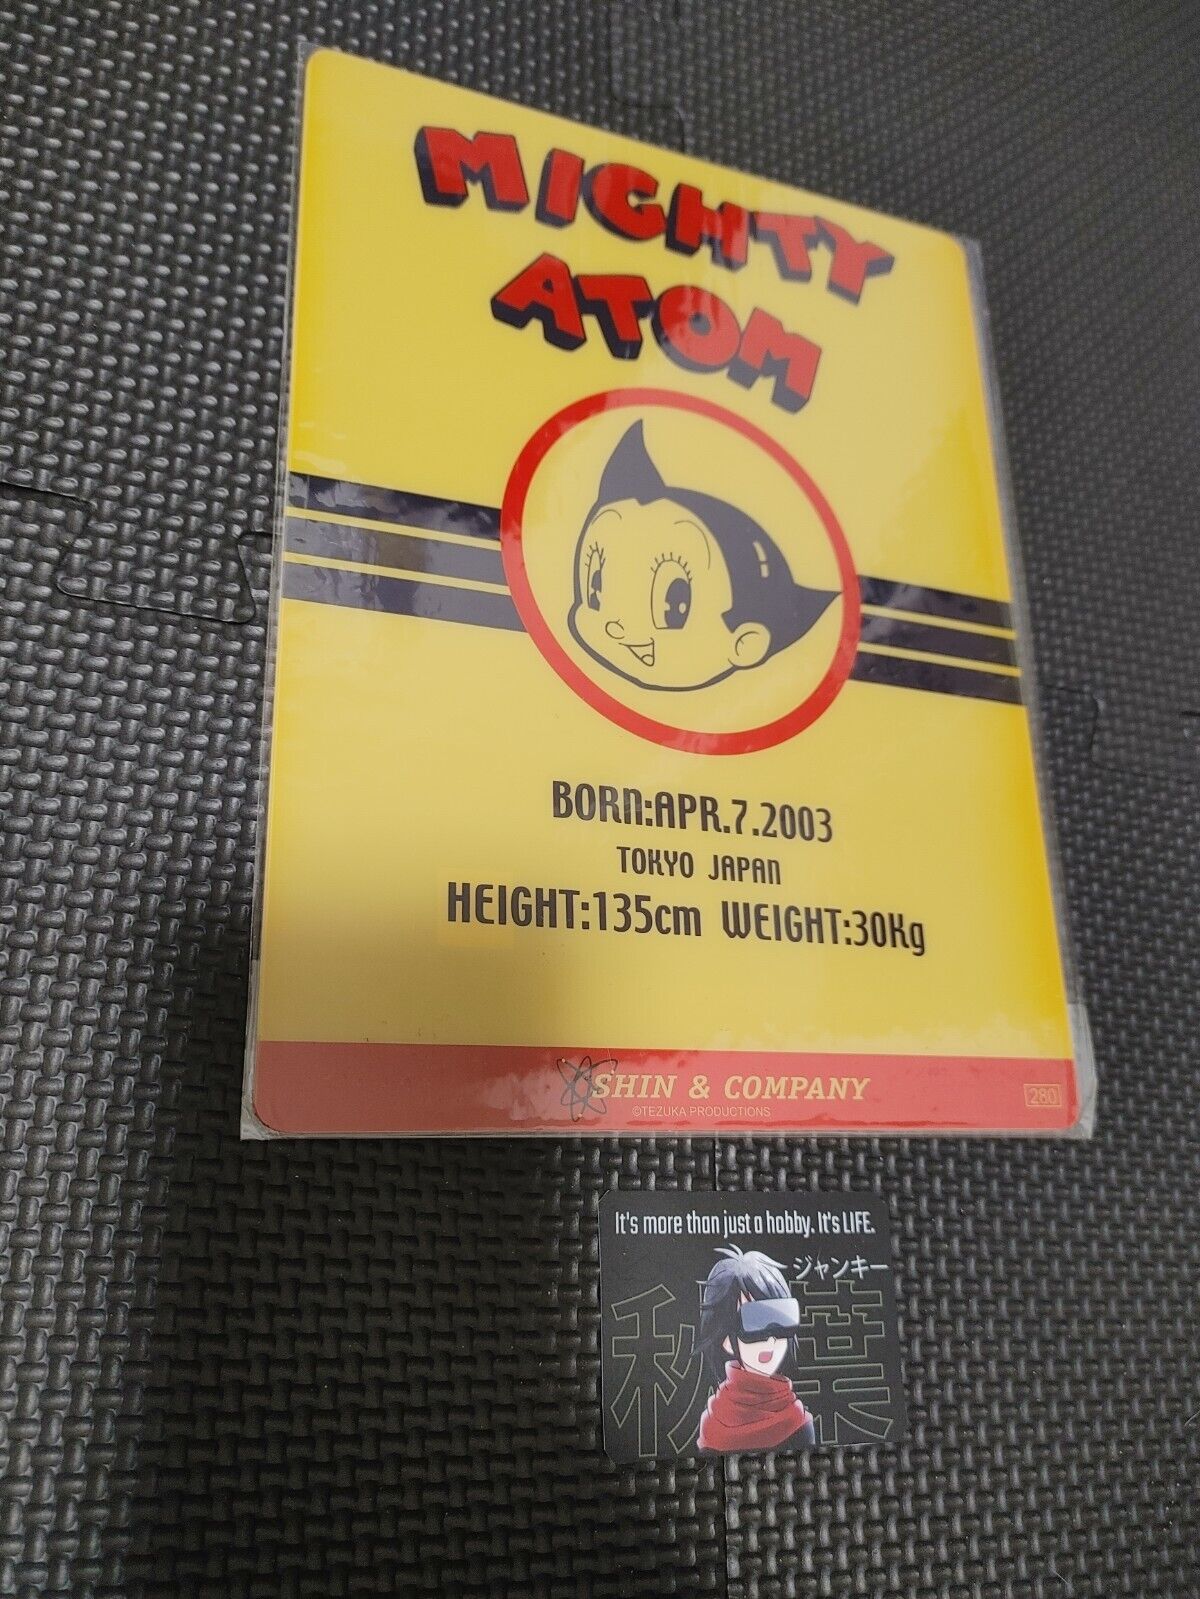 MIGHTY
ATOM
BORN:APR.7.2003
TOKYO JAPAN
HEIGHT:135cm WEIGHT:30Kg
SHIN & COMPANY
©TEZUKA PRODUCTIONS
280
It's more than just a hobby. It's LIFE.
ジャンキー
秋葉